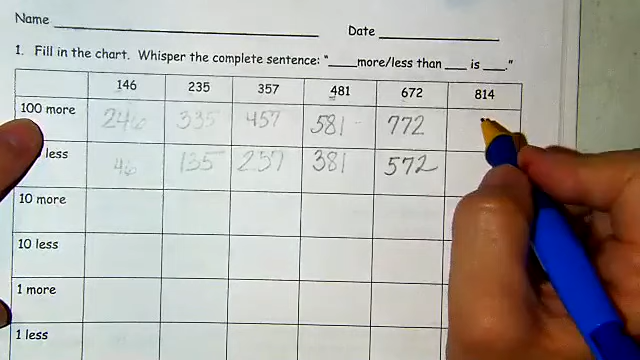 Name ____ Date ____
1. Fill in the chart. Whisper the complete sentence: "____more/less than ___ is ___."
146 235 357 481 672 814
100 more 246 335 457 581 772
less 46 135 257 381 572
10 more
10 less
1 more
1 less